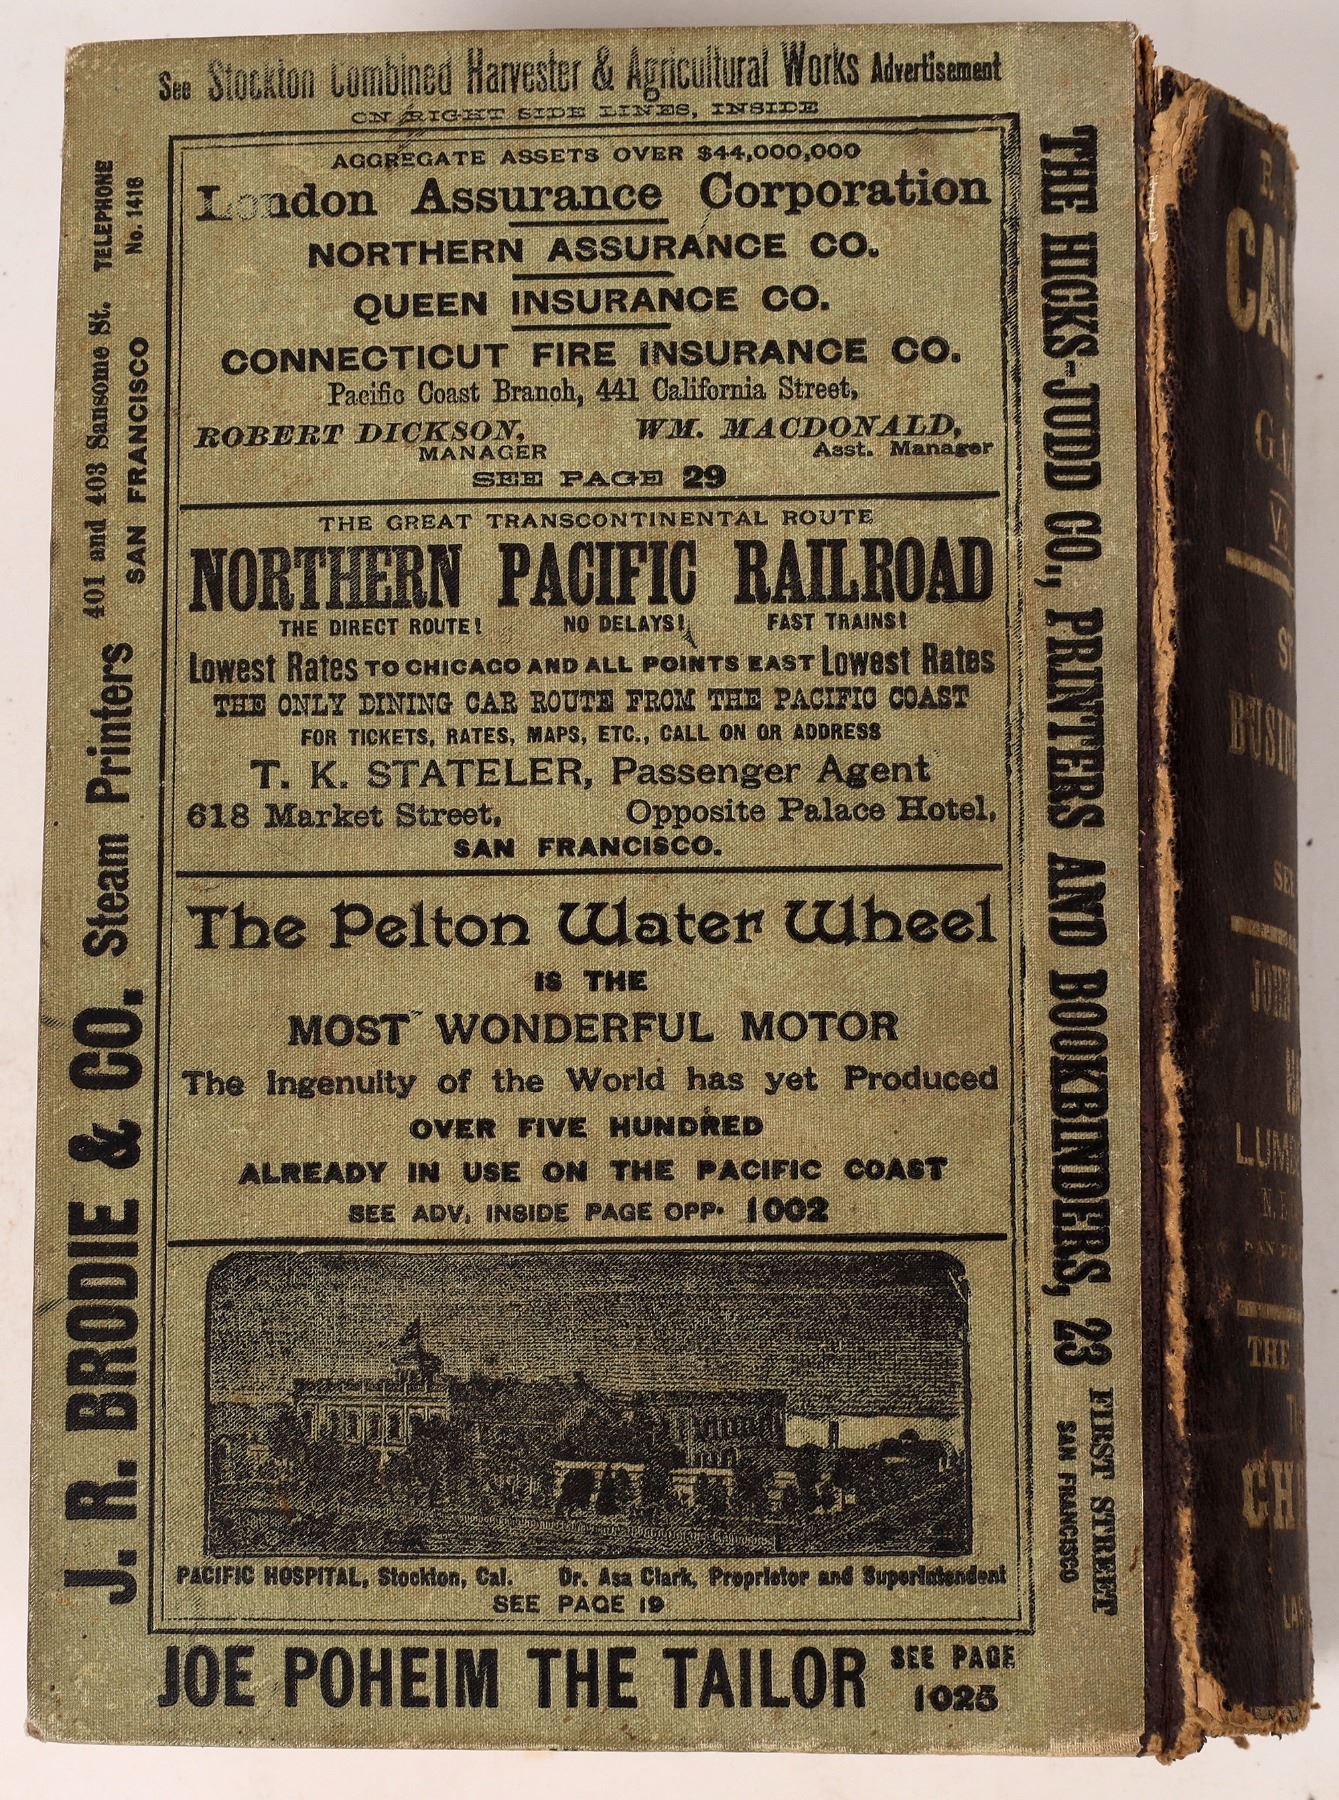 See Stockton Combined Harvester & Agricultural Works Advertisement
ON RIGHT SIDE LINES, INSIDE
AGGREGATE ASSETS OVER $44,000,000
London Assurance Corporation
NORTHERN ASSURANCE CO.
QUEEN INSURANCE CO.
CONNECTICUT FIRE INSURANCE CO.
Pacific Coast Branch, 441 California Street,
ROBERT DICKSON, WM. MACDONALD,
MANAGER Asst. Manager
SEE PAGE 29
THE GREAT TRANSCONTINENTAL ROUTE
NORTHERN PACIFIC RAILROAD
THE DIRECT ROUTE! NO DELAYS! FAST TRAINS!
Lowest Rates TO CHICAGO AND ALL POINTS EAST Lowest Rates
THE ONLY DINING CAR ROUTE FROM THE PACIFIC COAST
FOR TICKETS, RATES, MAPS, ETC., CALL ON OR ADDRESS
T. K. STATELER, Passenger Agent
618 Market Street, Opposite Palace Hotel,
SAN FRANCISCO.
The Pelton Water Wheel
IS THE
MOST WONDERFUL MOTOR
The Ingenuity of the World has yet Produced
OVER FIVE HUNDRED
ALREADY IN USE ON THE PACIFIC COAST
SEE ADV. INSIDE PAGE OPP. 1002
PACIFIC HOSPITAL, Stockton, Cal. Dr. Asa Clark, Proprietor and Superintendent
SEE PAGE 19
JOE POHEIM THE TAILOR SEE PAGE
1025
J. R. BRODIE & CO. Steam Printers 401 and 403 Sansome St. TELEPHONE
SAN FRANCISCO No. 1416
THE HICKS-JUDD CO., PRINTERS AND BOOKBINDERS, 23 FIRST STREET
SAN FRANCISCO
CAL
GA
BUSIN
SEE
JOHN
LUMB
THE
CH